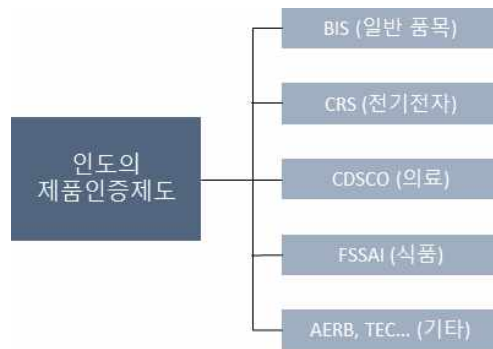 인도의
제품인증제도
BIS (일반 품목)
CRS (전기전자)
CDSCO (의료)
FSSAI (식품)
AERB, TEC... (기타)